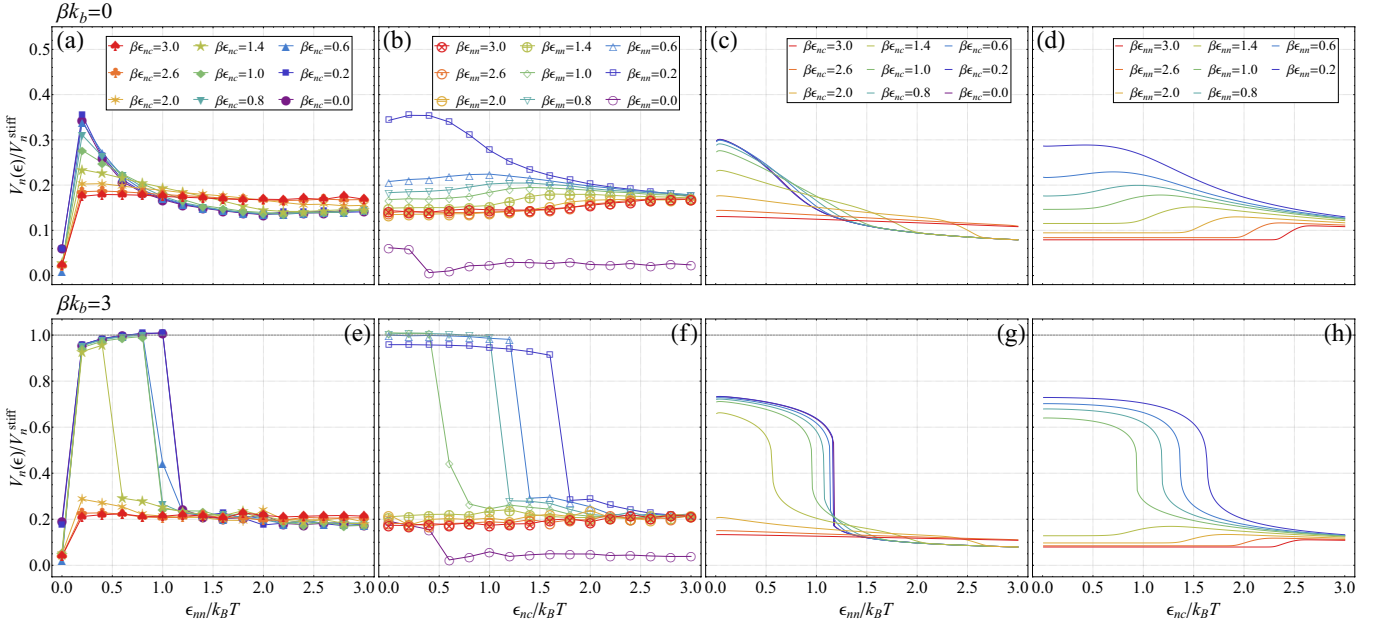 βk_b=0
(a) (b) (c) (d)
βϵ_nc=3.0 βϵ_nc=1.4 βϵ_nc=0.6
βϵ_nc=2.6 βϵ_nc=1.0 βϵ_nc=0.2
βϵ_nc=2.0 βϵ_nc=0.8 βϵ_nc=0.0
βϵ_nn=3.0 βϵ_nn=1.4 βϵ_nn=0.6
βϵ_nn=2.6 βϵ_nn=1.0 βϵ_nn=0.2
βϵ_nn=2.0 βϵ_nn=0.8 βϵ_nn=0.0
βϵ_nc=3.0 βϵ_nc=1.4 βϵ_nc=0.6
βϵ_nc=2.6 βϵ_nc=1.0 βϵ_nc=0.2
βϵ_nc=2.0 βϵ_nc=0.8 βϵ_nc=0.0
βϵ_nn=3.0 βϵ_nn=1.4 βϵ_nn=0.6
βϵ_nn=2.6 βϵ_nn=1.0 βϵ_nn=0.2
βϵ_nn=2.0 βϵ_nn=0.8
V_n(ϵ)/V_n^stiff
0.5
0.4
0.3
0.2
0.1
0.0
βk_b=3
(e) (f) (g) (h)
V_n(ϵ)/V_n^stiff
1.0
0.8
0.6
0.4
0.2
0.0
0.0 0.5 1.0 1.5 2.0 2.5 3.0
0.0 0.5 1.0 1.5 2.0 2.5 3.0
0.0 0.5 1.0 1.5 2.0 2.5 3.0
0.0 0.5 1.0 1.5 2.0 2.5 3.0
ϵ_nn/k_BT ϵ_nc/k_BT ϵ_nn/k_BT ϵ_nc/k_BT